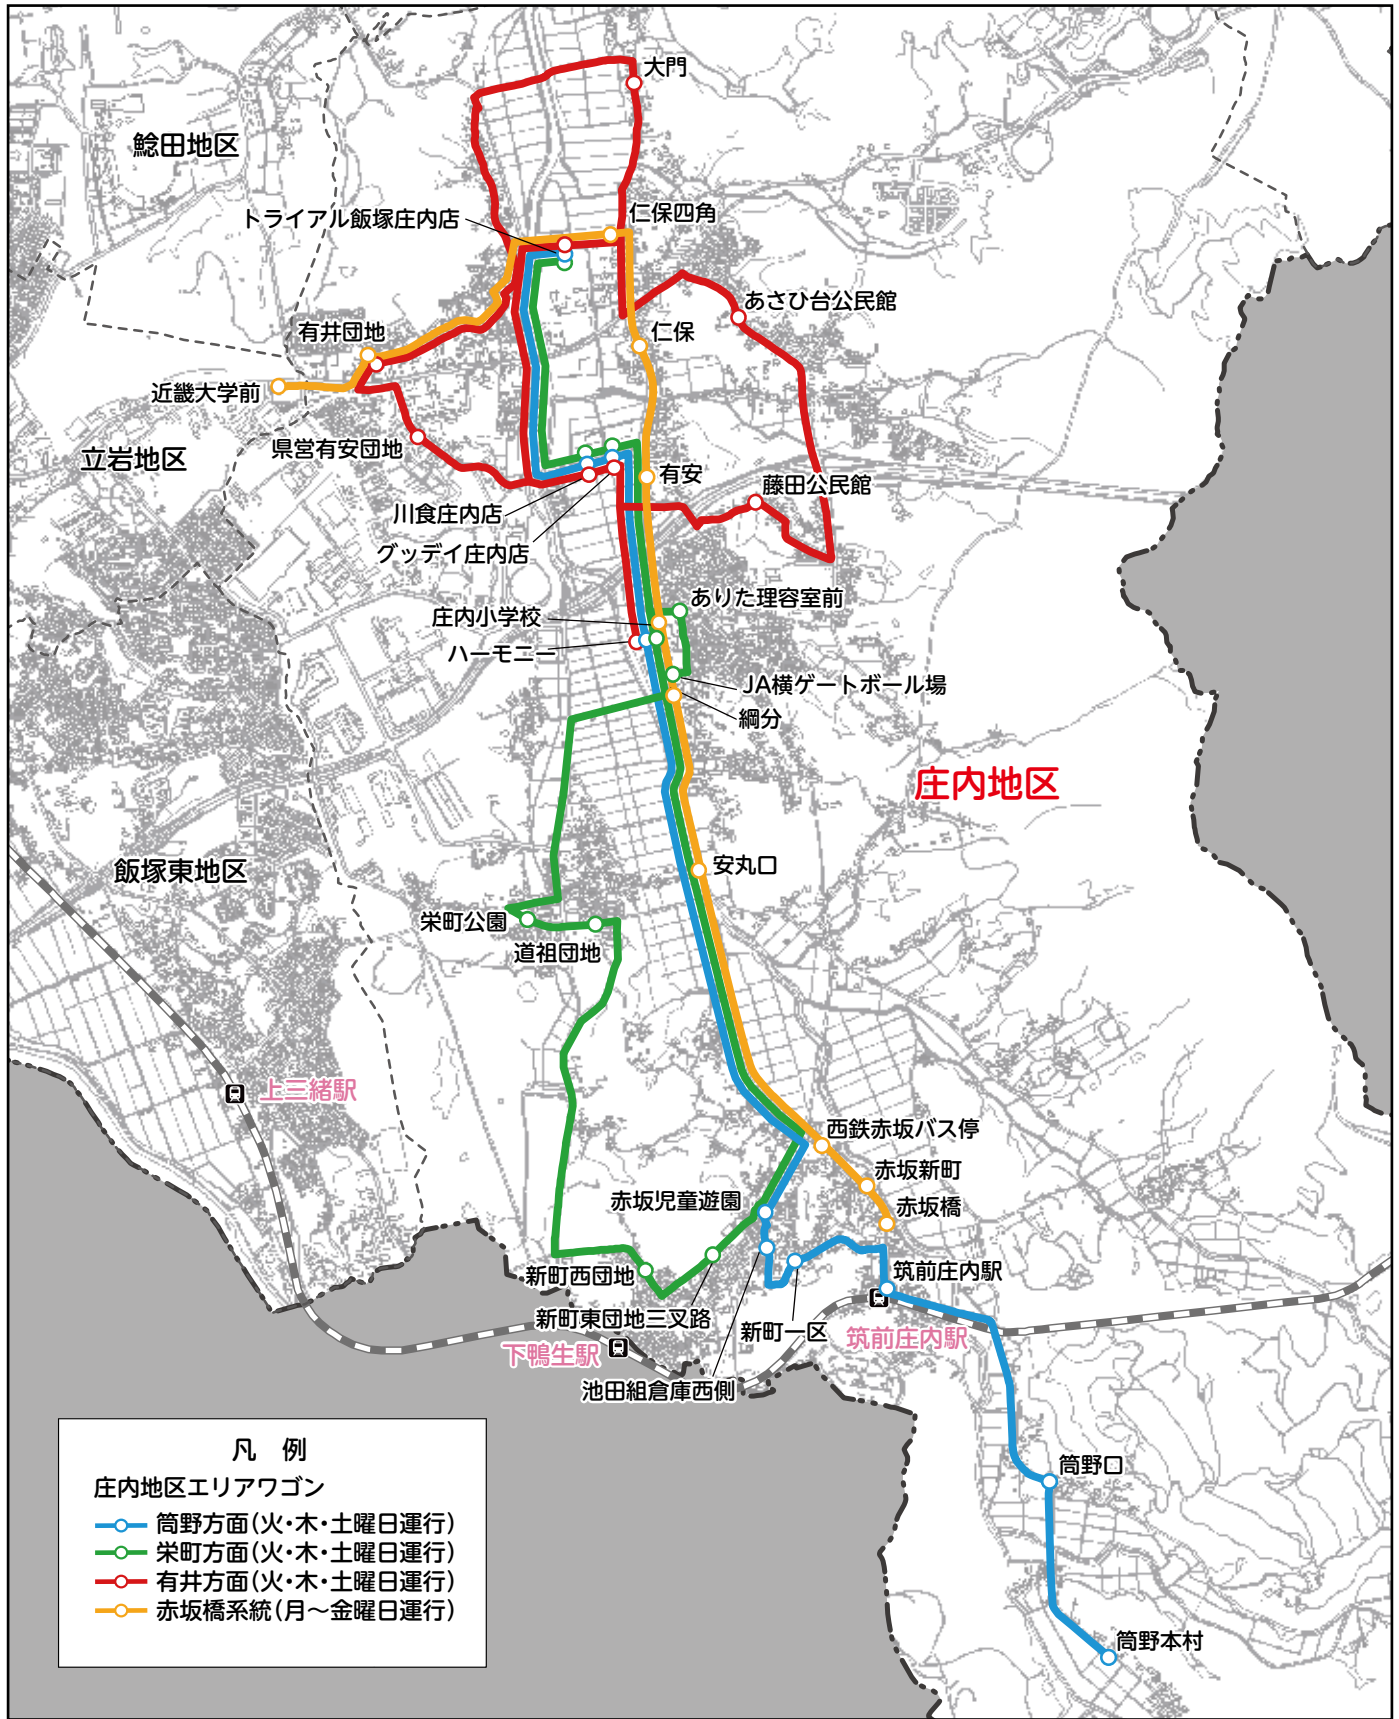 大門
鯰田地区
トライアル飯塚庄内店
仁保四角
あさひ台公民館
有井団地
仁保
近畿大学前
県営有安団地
立岩地区
有安
藤田公民館
川食庄内店
グッデイ庄内店
ありた理容室前
庄内小学校
ハーモニー
JA横ゲートボール場
綱分
庄内地区
飯塚東地区
安丸口
栄町公園
道祖団地
上三緒駅
西鉄赤坂バス停
赤坂新町
赤坂児童遊園
赤坂橋
新町西団地
筑前庄内駅
新町東団地三叉路
新町一区
筑前庄内駅
下鴨生駅
池田組倉庫西側
凡 例
庄内地区エリアワゴン
筒野方面(火・木・土曜日運行)
栄町方面(火・木・土曜日運行)
有井方面(火・木・土曜日運行)
赤坂橋系統(月～金曜日運行)
筒野口
筒野本村